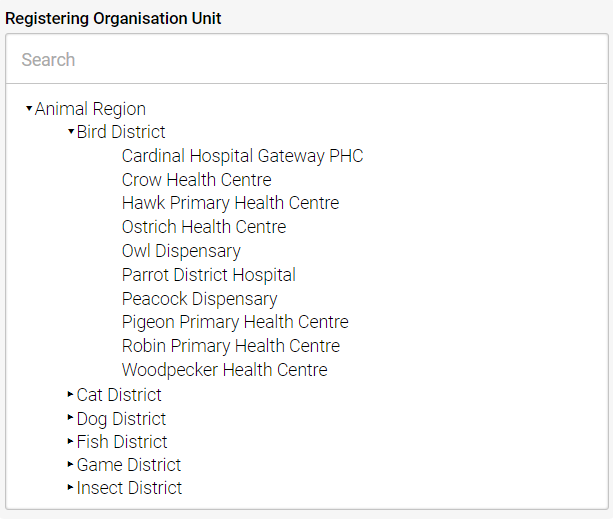 Registering Organisation Unit
Search
Animal Region
Bird District
Cardinal Hospital Gateway PHC
Crow Health Centre
Hawk Primary Health Centre
Ostrich Health Centre
Owl Dispensary
Parrot District Hospital
Peacock Dispensary
Pigeon Primary Health Centre
Robin Primary Health Centre
Woodpecker Health Centre
Cat District
Dog District
Fish District
Game District
Insect District